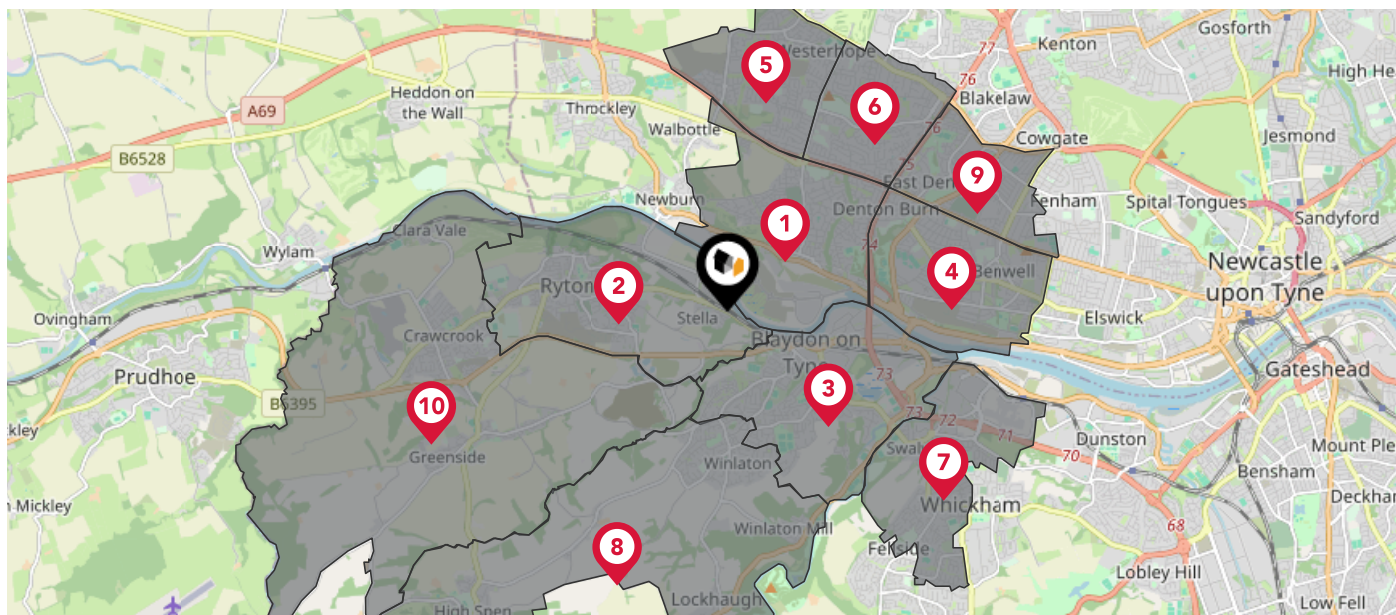 Gosforth
Kenton
77
Westerhope
5
76
High He
Heddon on
the Wall
A69
Throckley
6
Blakelaw
Walbottle
76
Cowgate
Jesmond
B6528
75
East Den
9
Newburn
Denton Burn
Fenham
Spital Tongues
Sandyford
1
Clara Vale
74
Wylam
4
Benwell
Newcastle
upon Tyne
2
Ryton
Ovingham
Stella
Elswick
Crawcrook
Blaydon on
Tyn
Prudhoe
73
Gateshead
3
B6395
10
73
72
71
kley
Dunston
Mount Ple
Swal
70
Greenside
Winlaton
7
Bensham
n Mickley
Whickham
Deckhar
Winlaton Mill
68
8
Fellside
Lobley Hill
High Spen
Lockhaugh
Low Fell